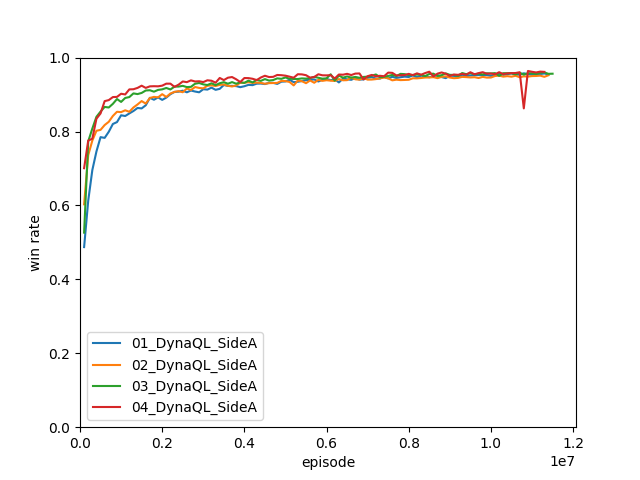 1.0
0.8
0.6
0.4
0.2
0.0
win rate
01_DynaQL_SideA
02_DynaQL_SideA
03_DynaQL_SideA
04_DynaQL_SideA
0.0 0.2 0.4 0.6 0.8 1.0 1.2
episode
1e7